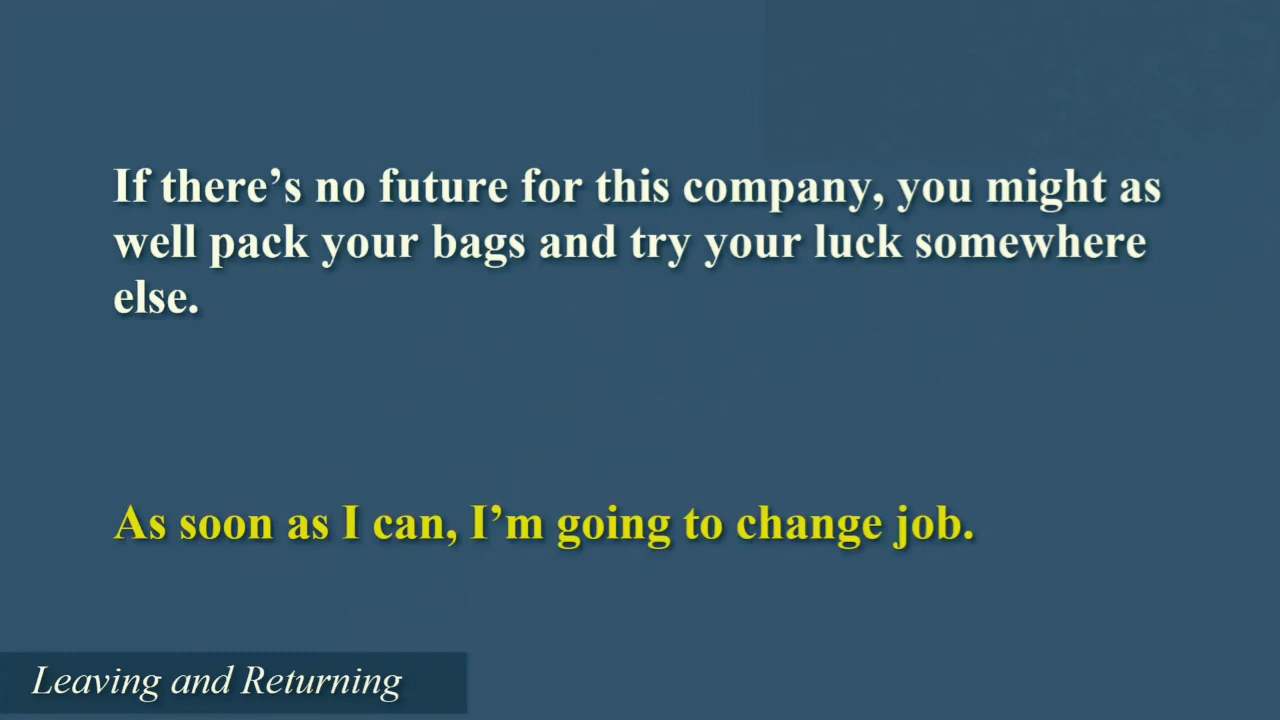 If there’s no future for this company, you might as
well pack your bags and try your luck somewhere
else.
As soon as I can, I’m going to change job.
Leaving and Returning